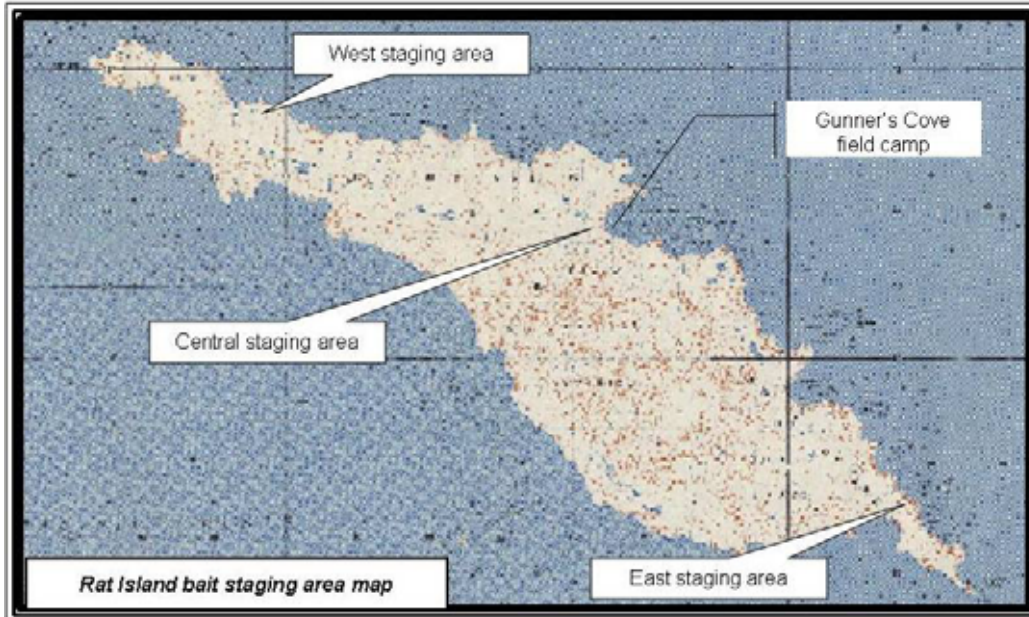 West staging area
Gunner's Cove
field camp
Central staging area
East staging area
Rat Island bait staging area map